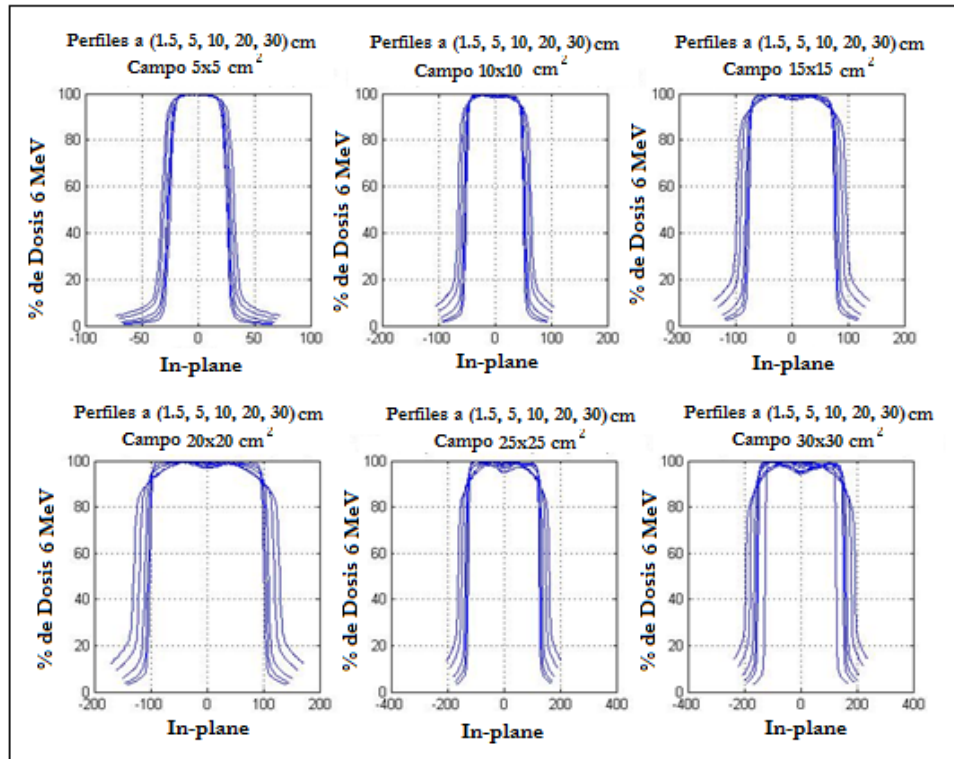 Perfiles a (1.5, 5, 10, 20, 30) cm
Campo 5x5 cm²
% de Dosis 6 MeV
100
80
60
40
20
0
-100
-50
0
50
100
In-plane
Perfiles a (1.5, 5, 10, 20, 30) cm
Campo 10x10 cm²
% de Dosis 6 MeV
100
80
60
40
20
0
-200
-100
0
100
200
In-plane
Perfiles a (1.5, 5, 10, 20, 30) cm
Campo 15x15 cm²
% de Dosis 6 MeV
100
80
60
40
20
0
-200
-100
0
100
200
In-plane
Perfiles a (1.5, 5, 10, 20, 30) cm
Campo 20x20 cm²
% de Dosis 6 MeV
100
80
60
40
20
0
-200
-100
0
100
200
In-plane
Perfiles a (1.5, 5, 10, 20, 30) cm
Campo 25x25 cm²
% de Dosis 6 MeV
100
80
60
40
20
0
-400
-200
0
200
400
In-plane
Perfiles a (1.5, 5, 10, 20, 30) cm
Campo 30x30 cm²
% de Dosis 6 MeV
100
80
60
40
20
0
-400
-200
0
200
400
In-plane